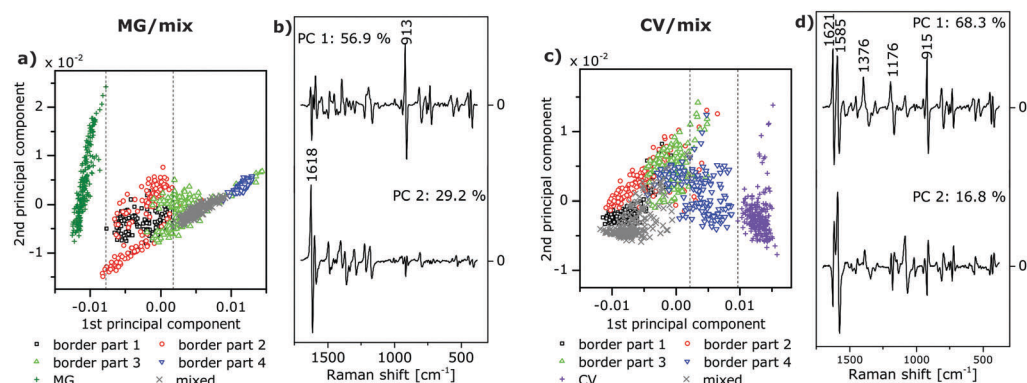 MG/mix
CV/mix
a)
x 10⁻²
2
1
0
-1
-0.01
0.00
0.01
2nd principal component
1st principal component
border part 1
border part 2
border part 3
border part 4
MG
mixed
b)
PC 1: 56.9 %
913
0
1618
PC 2: 29.2 %
0
1500
1000
500
Raman shift [cm⁻¹]
c)
x 10⁻²
1
0
-1
-0.01
0.00
0.01
2nd principal component
1st principal component
border part 1
border part 2
border part 3
border part 4
CV
mixed
d)
PC 1: 68.3 %
1621
1585
1376
1176
915
0
PC 2: 16.8 %
0
1500
1000
500
Raman shift [cm⁻¹]